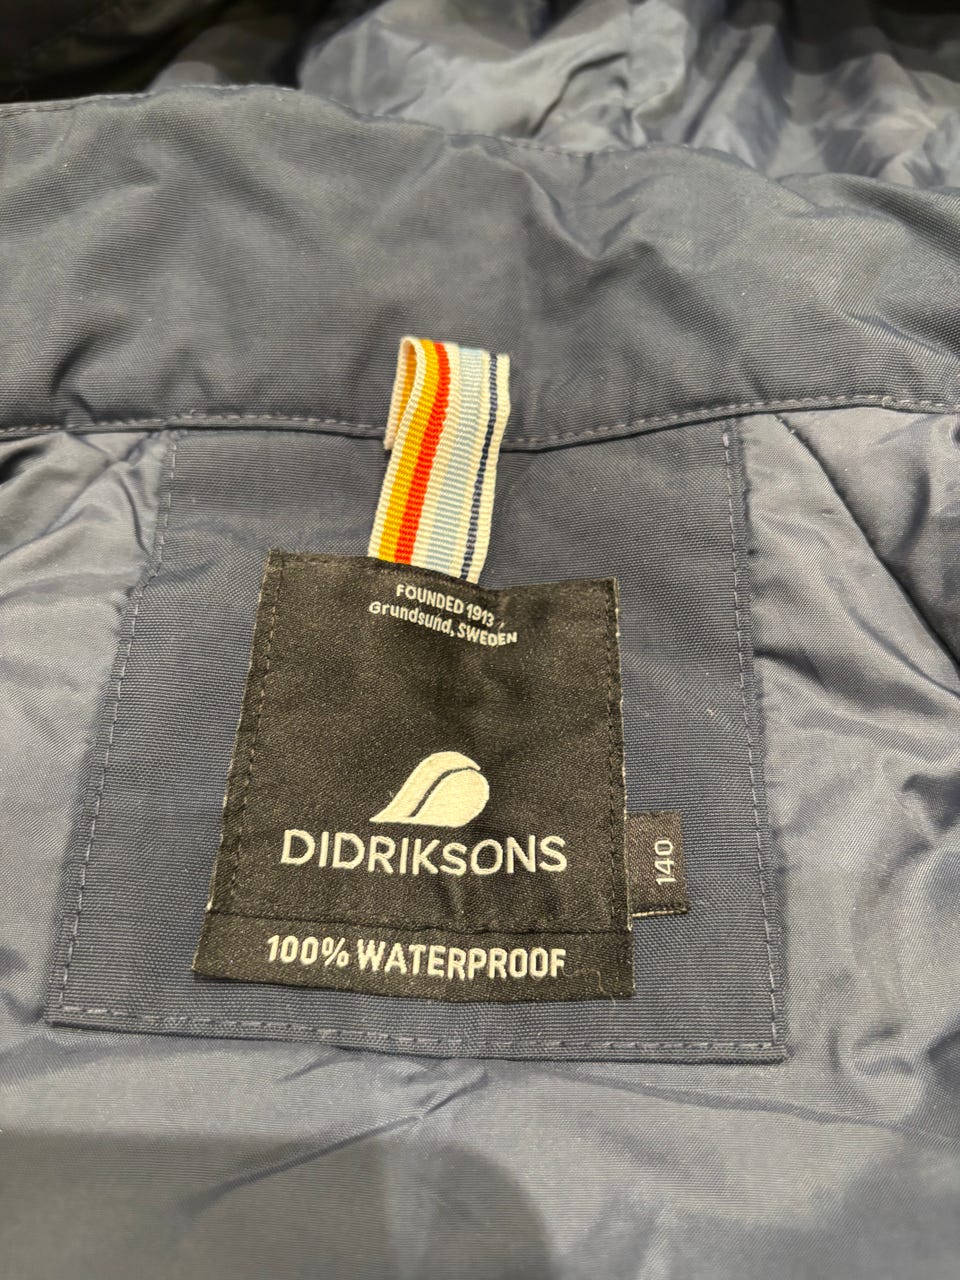 FOUNDED 1913
Grundsund, SWEDEN
DIDRIKSONS
140
100% WATERPROOF